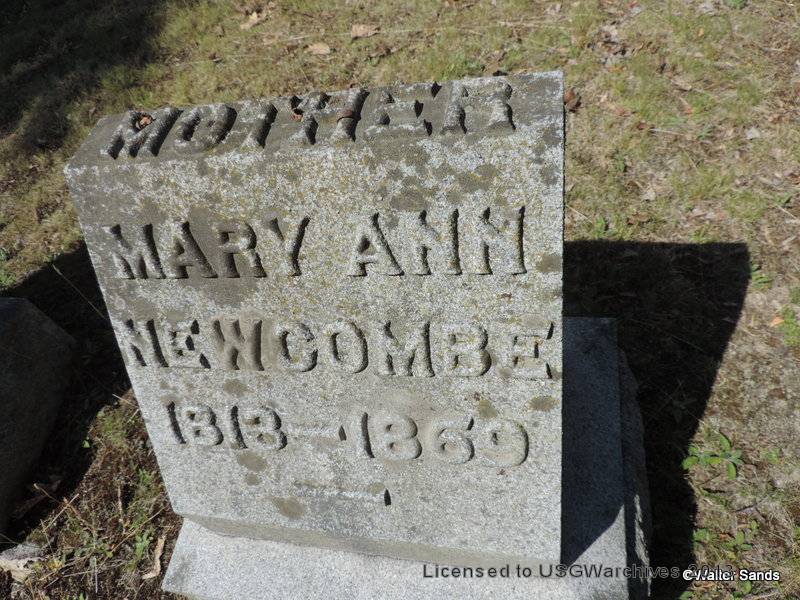 MOTHER
MARY ANN
NEWCOMBE
1818 – 1869
Licensed to USGWarchives
©Walter Sands